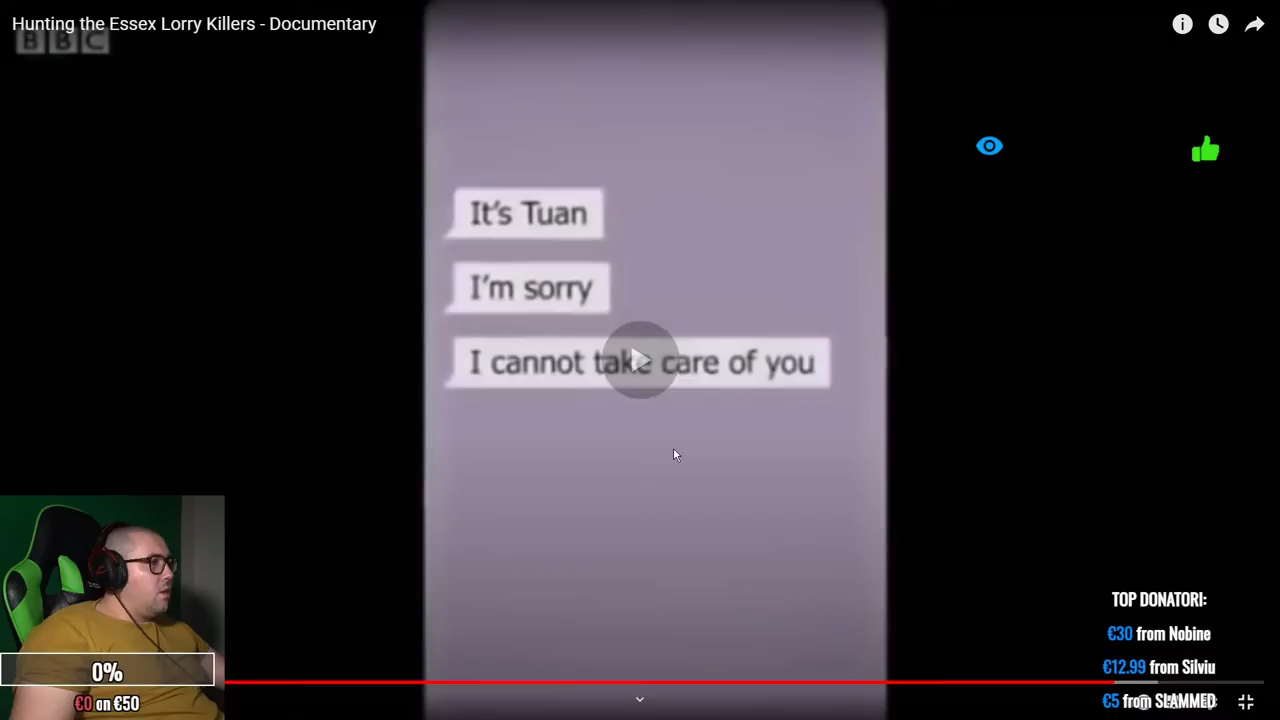 Hunting the Essex Lorry Killers - Documentary
BBC
It's Tuan
I'm sorry
I cannot take care of you
TOP DONATORI:
€30 from Nobine
€12.99 from Silviu
€5 from SLAMMED
0%
€0 an €50